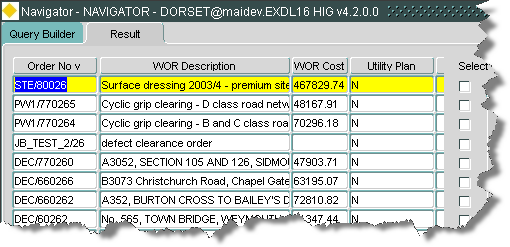 Navigator - NAVIGATOR - DORSET@maidev.EXDL16 HIG v4.2.0.0
Query Builder Result
Order No v WOR Description WOR Cost Utility Plan Select
STE/80026 Surface dressing 2003/4 - premium site 467829.74 N
PW1/770265 Cyclic grip clearing - D class road netw 48167.91 N
PW1/770264 Cyclic grip clearing - B and C class road 70296.18 N
JB_TEST_2/26 defect clearance order N
DEC/770260 A3052, SECTION 105 AND 126, SIDMOU 47903.71 N
DEC/660266 B3073 Christchurch Road, Chapel Gate 63195.07 N
DEC/660262 A352, BURTON CROSS TO BAILEY'S D 72810.82 N
DEC/60262 No. 565, TOWN BRIDGE, WEYMOUTH 347.44 N